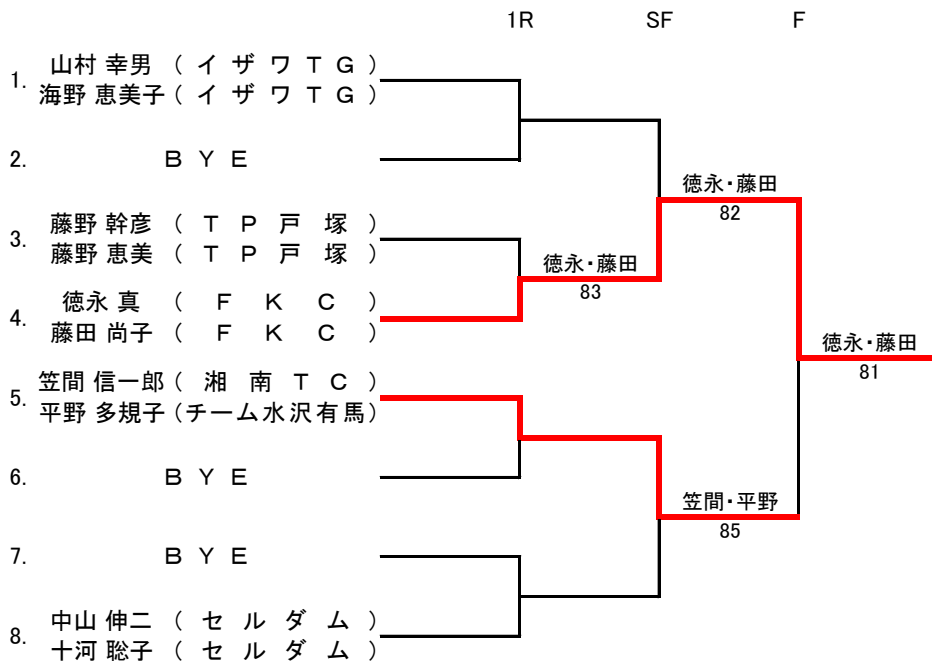 1R SF F
1. 山村 幸男 ( イ ザ ワ T G )
海野 恵美子 ( イ ザ ワ T G )
2. B Y E
徳永・藤田
82
3. 藤野 幹彦 ( T P 戸 塚 )
藤野 恵美 ( T P 戸 塚 )
徳永・藤田
83
4. 徳永 真 ( F K C )
藤田 尚子 ( F K C )
徳永・藤田
81
5. 笠間 信一郎 ( 湘 南 T C )
平野 多規子 (チーム水沢有馬)
6. B Y E
笠間・平野
85
7. B Y E
8. 中山 伸二 ( セ ル ダ ム )
十河 聡子 ( セ ル ダ ム )